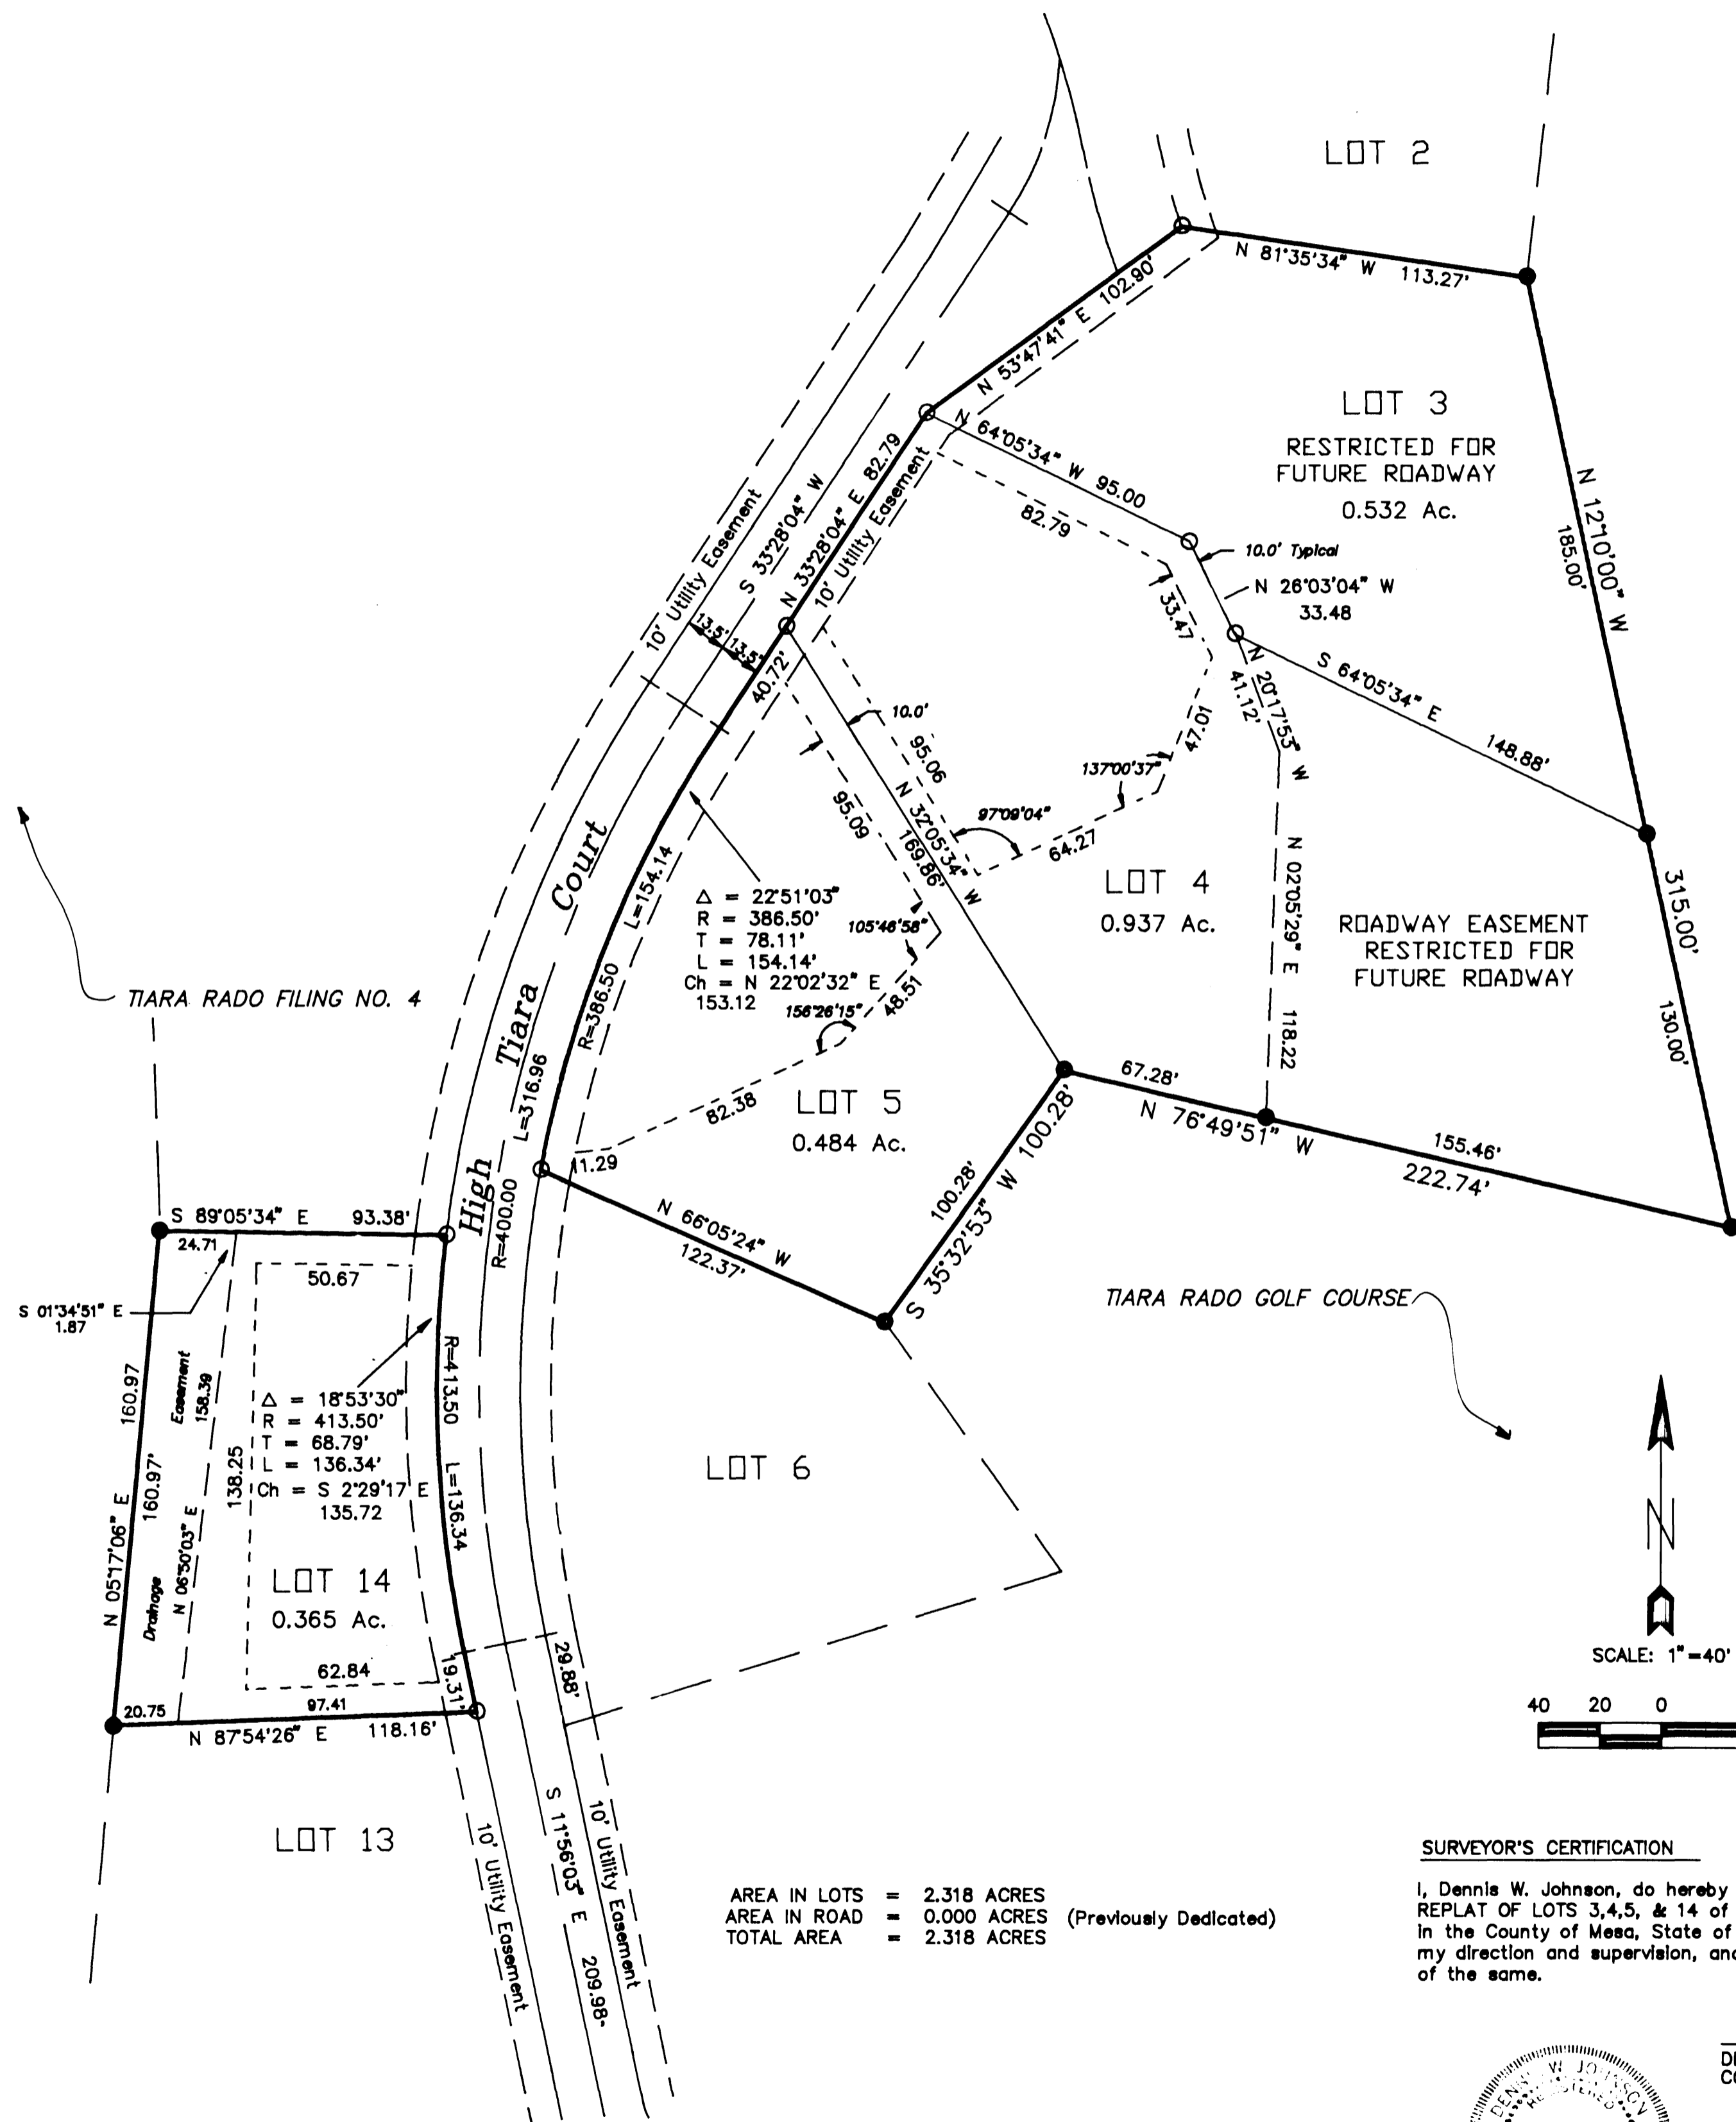 LOT 2
N 81°35'34" W 113.27'
N 53°47'41" E 102.90'
LOT 3
RESTRICTED FOR
FUTURE ROADWAY
0.532 Ac.
N 12°10'00" W
185.00'
N 64°05'34" W 95.00
82.79
10.0' Typical
N 26°03'04" W
33.48
33.47
N 33°28'04" E 82.79
10' Utility Easement
S 33°28'04" W
10' Utility Easement
13.5'
13.5'
40.72'
N 20°17'53" W
41.12'
S 64°05'34" E
148.88'
10.0'
95.06
47.01
137°00'37"
97°09'04"
64.27
95.09
N 32°05'34" W
169.86'
LOT 4
0.937 Ac.
N 02°05'29" E 118.22
ROADWAY EASEMENT
RESTRICTED FOR
FUTURE ROADWAY
315.00'
130.00'
L=154.14
R=386.50
Δ = 22°51'03"
R = 386.50'
T = 78.11'
L = 154.14'
Ch = N 22°02'32" E
153.12
105°46'58"
156°26'15"
48.51
82.38
11.29
LOT 5
0.484 Ac.
67.28'
N 76°49'51" W
155.46'
222.74'
100.28'
S 35°32'53" W 100.28'
N 66°05'24" W
122.37'
High Tiara Court
L=316.96
R=400.00
TIARA RADO FILING NO. 4
S 89°05'34" E 93.38'
24.71
50.67
S 01°34'51" E
1.87
N 05°17'06" E 160.97'
160.97
Drainage Easement
N 06°50'03" E 158.39
138.25
Δ = 18°53'30"
R = 413.50'
T = 68.79'
L = 136.34'
Ch = S 2°29'17 E
135.72
R=413.50 L=136.34
LOT 14
0.365 Ac.
62.84
19.31'
29.88'
20.75
97.41
N 87°54'26" E 118.16'
LOT 6
TIARA RADO GOLF COURSE
N
SCALE: 1"=40'
40 20 0
LOT 13
10' Utility Easement
S 11°56'03" E 209.98
10' Utility Easement
AREA IN LOTS = 2.318 ACRES
AREA IN ROAD = 0.000 ACRES (Previously Dedicated)
TOTAL AREA = 2.318 ACRES
SURVEYOR'S CERTIFICATION
I, Dennis W. Johnson, do hereby
REPLAT OF LOTS 3,4,5, & 14 of
in the County of Mesa, State of
my direction and supervision, and
of the same.
DENNIS W. JOHNSON
REGISTERED